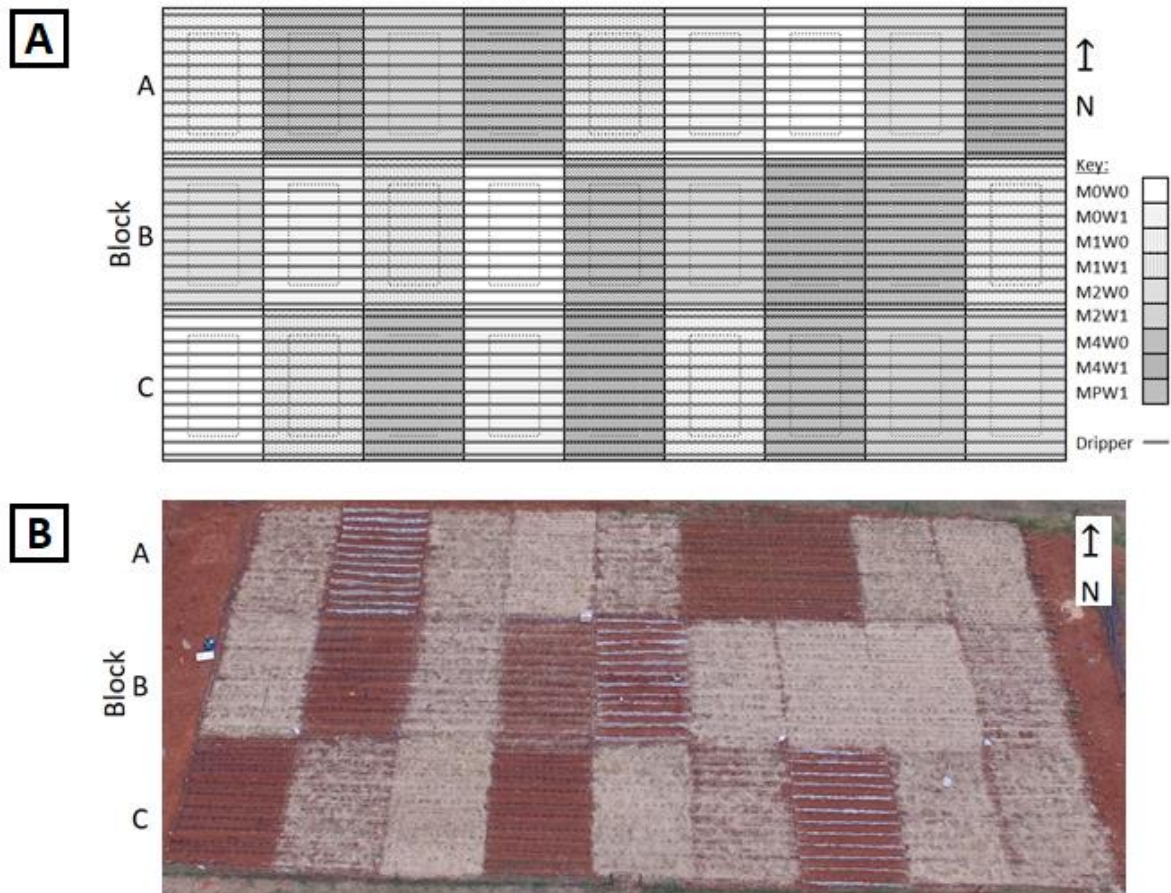 A
A
N
Key:
M0W0
M0W1
Block
B
M1W0
M1W1
M2W0
M2W1
M4W0
M4W1
MPW1
C
Dripper
B
A
N
Block
B
C